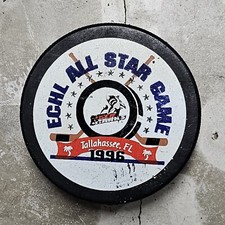 ECHL ALL STAR GAME
Tallahassee, FL
1996